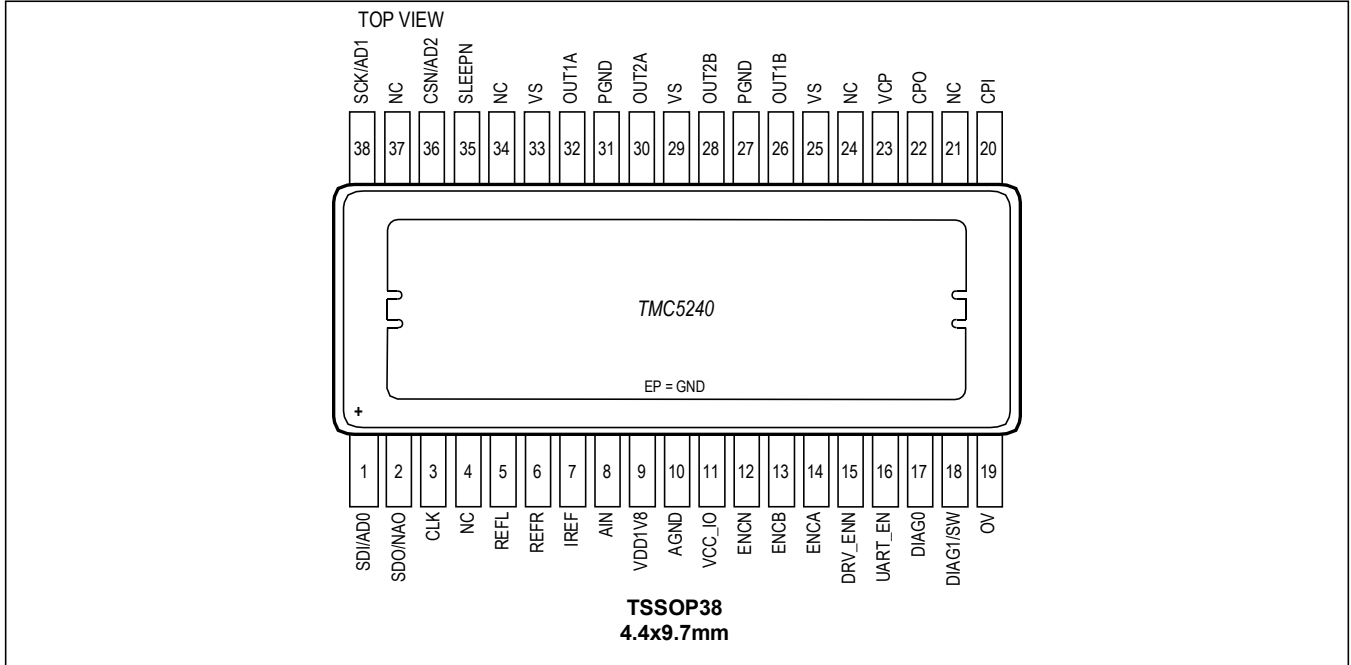 TOP VIEW
SCK/AD1
NC
CSN/AD2
SLEEPN
NC
VS
OUT1A
PGND
OUT2A
VS
OUT2B
PGND
OUT1B
VS
NC
VCP
CPO
NC
CPI
38
37
36
35
34
33
32
31
30
29
28
27
26
25
24
23
22
21
20
TMC5240
EP = GND
+
1
2
3
4
5
6
7
8
9
10
11
12
13
14
15
16
17
18
19
SDI/AD0
SDO/NAO
CLK
NC
REFL
REFR
IREF
AIN
VDD1V8
AGND
VCC_IO
ENCN
ENCB
ENCA
DRV_ENN
UART_EN
DIAG0
DIAG1/SW
OV
TSSOP38
4.4x9.7mm